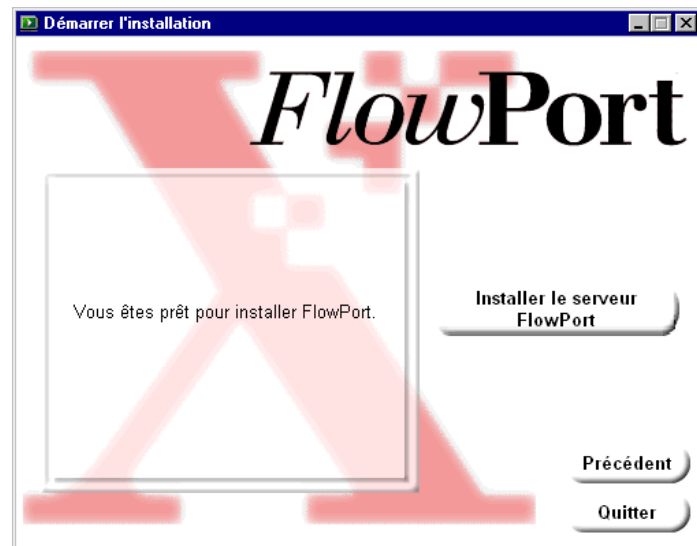 Démarrer l'installation
FlowPort
Vous êtes prêt pour installer FlowPort.
Installer le serveur
FlowPort
Précédent
Quitter